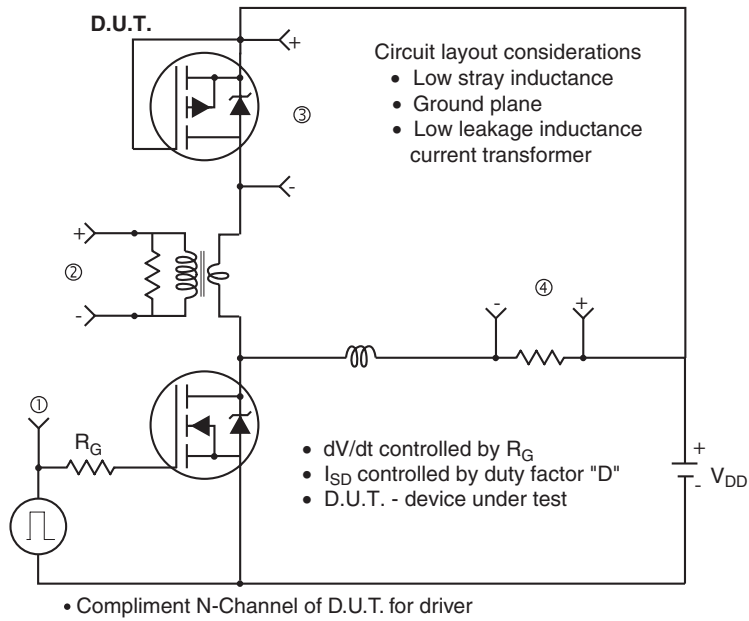 D.U.T.
+
Circuit layout considerations
• Low stray inductance
• Ground plane
• Low leakage inductance
current transformer
③
-
+
②
-
④
-
+
①
R_G
• dV/dt controlled by R_G
• I_SD controlled by duty factor "D"
• D.U.T. - device under test
+
-
V_DD
• Compliment N-Channel of D.U.T. for driver